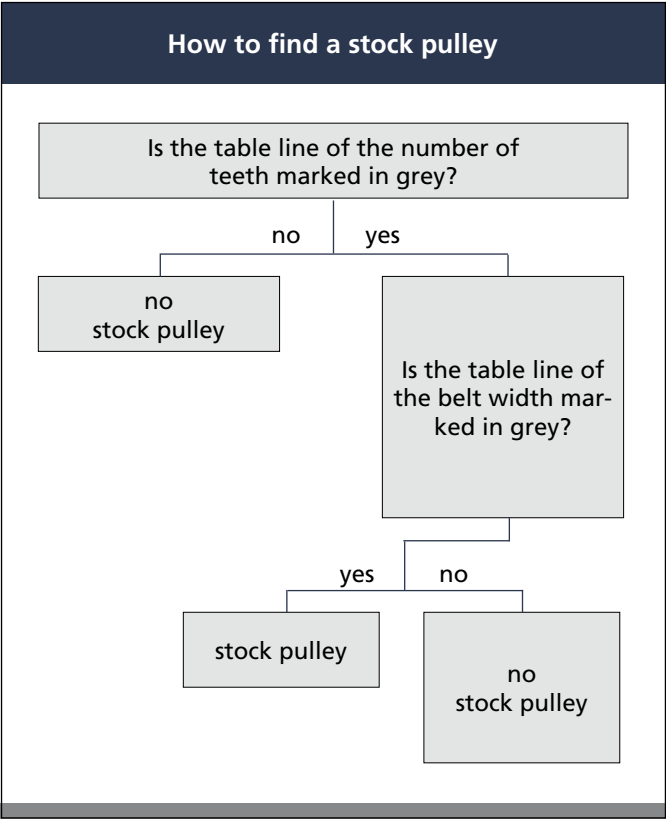 How to find a stock pulley
Is the table line of the number of
teeth marked in grey?
no
yes
no
stock pulley
Is the table line of
the belt width mar-
ked in grey?
yes
no
stock pulley
no
stock pulley